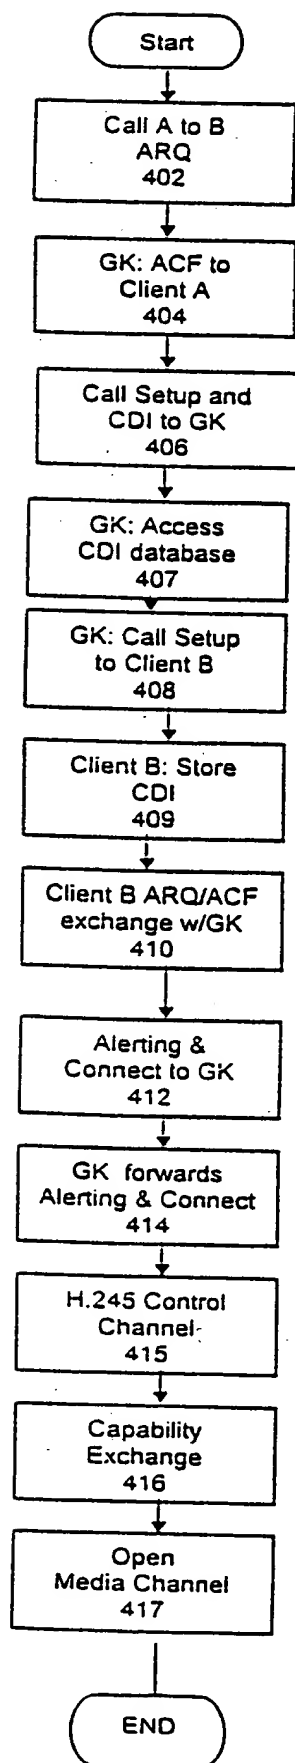 Start
Call A to B
ARQ
402
GK: ACF to
Client A
404
Call Setup and
CDI to GK
406
GK: Access
CDI database
407
GK: Call Setup
to Client B
408
Client B: Store
CDI
409
Client B ARQ/ACF
exchange w/GK
410
Alerting &
Connect to GK
412
GK forwards
Alerting & Connect
414
H.245 Control
Channel
415
Capability
Exchange
416
Open
Media Channel
417
END